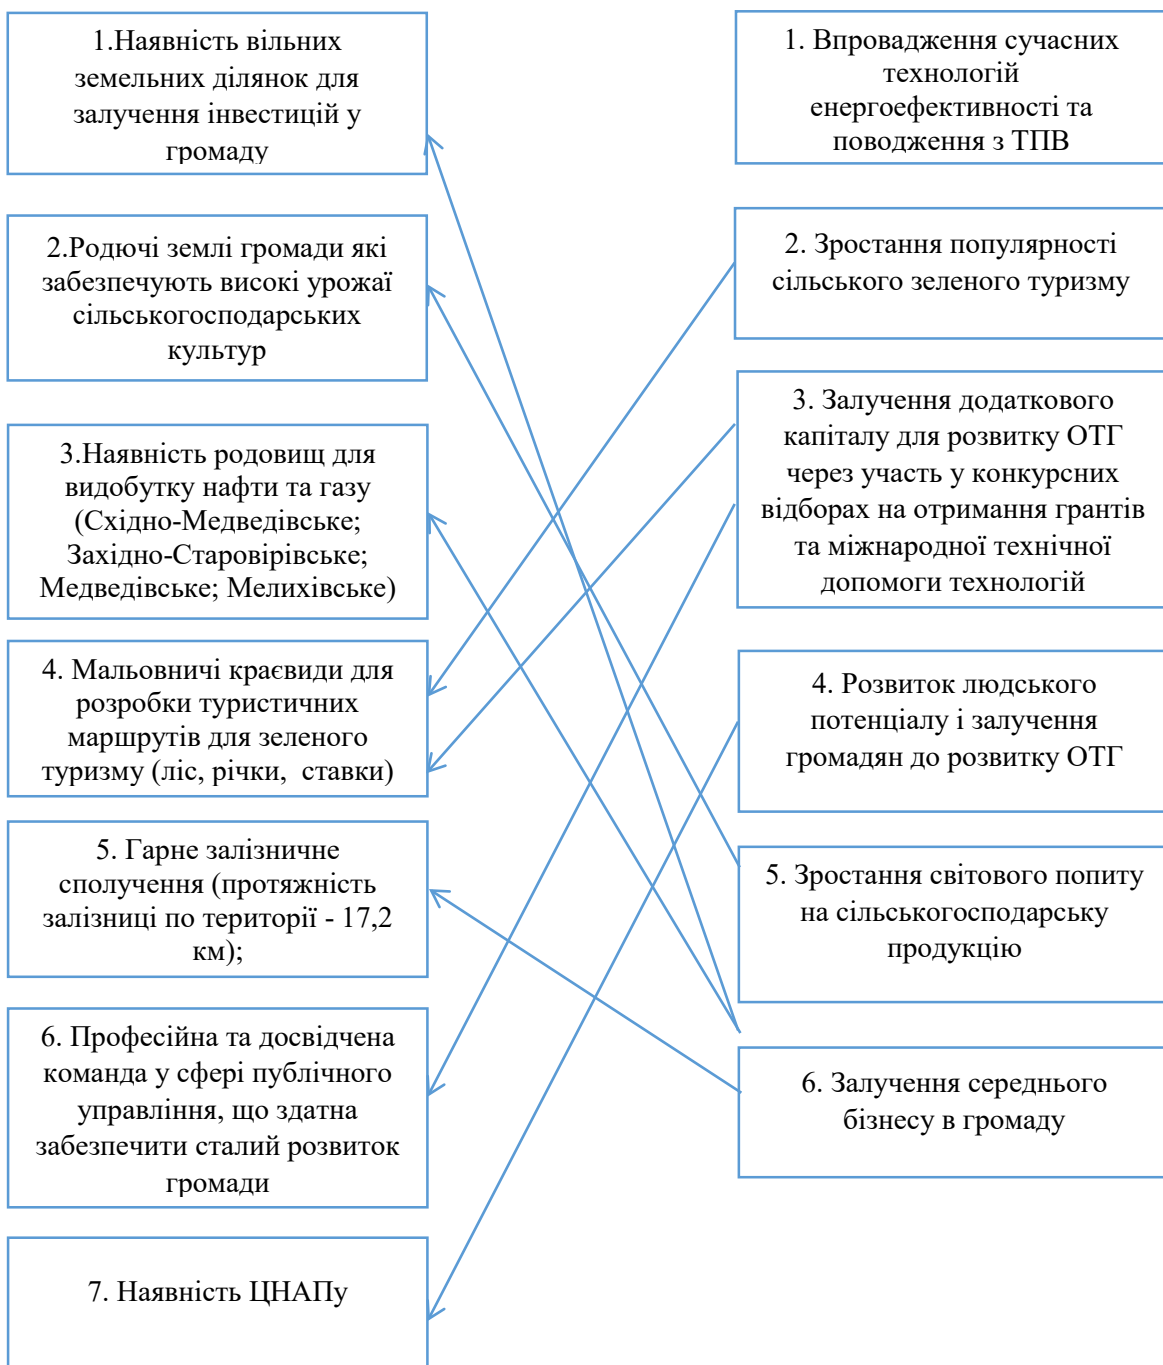 1.Наявність вільних
земельних ділянок для
залучення інвестицій у
громаду
2.Родючі землі громади які
забезпечують високі урожаї
сільськогосподарських
культур
3.Наявність родовищ для
видобутку нафти та газу
(Східно-Медведівське;
Західно-Старовірівське;
Медведівське; Мелихівське)
4. Мальовничі краєвиди для
розробки туристичних
маршрутів для зеленого
туризму (ліс, річки, ставки)
5. Гарне залізничне
сполучення (протяжність
залізниці по території - 17,2
км);
6. Професійна та досвідчена
команда у сфері публічного
управління, що здатна
забезпечити сталий розвиток
громади
7. Наявність ЦНАПу
1. Впровадження сучасних
технологій
енергоефективності та
поводження з ТПВ
2. Зростання популярності
сільського зеленого туризму
3. Залучення додаткового
капіталу для розвитку ОТГ
через участь у конкурсних
відборах на отримання грантів
та міжнародної технічної
допомоги технологій
4. Розвиток людського
потенціалу і залучення
громадян до розвитку ОТГ
5. Зростання світового попиту
на сільськогосподарську
продукцію
6. Залучення середнього
бізнесу в громаду